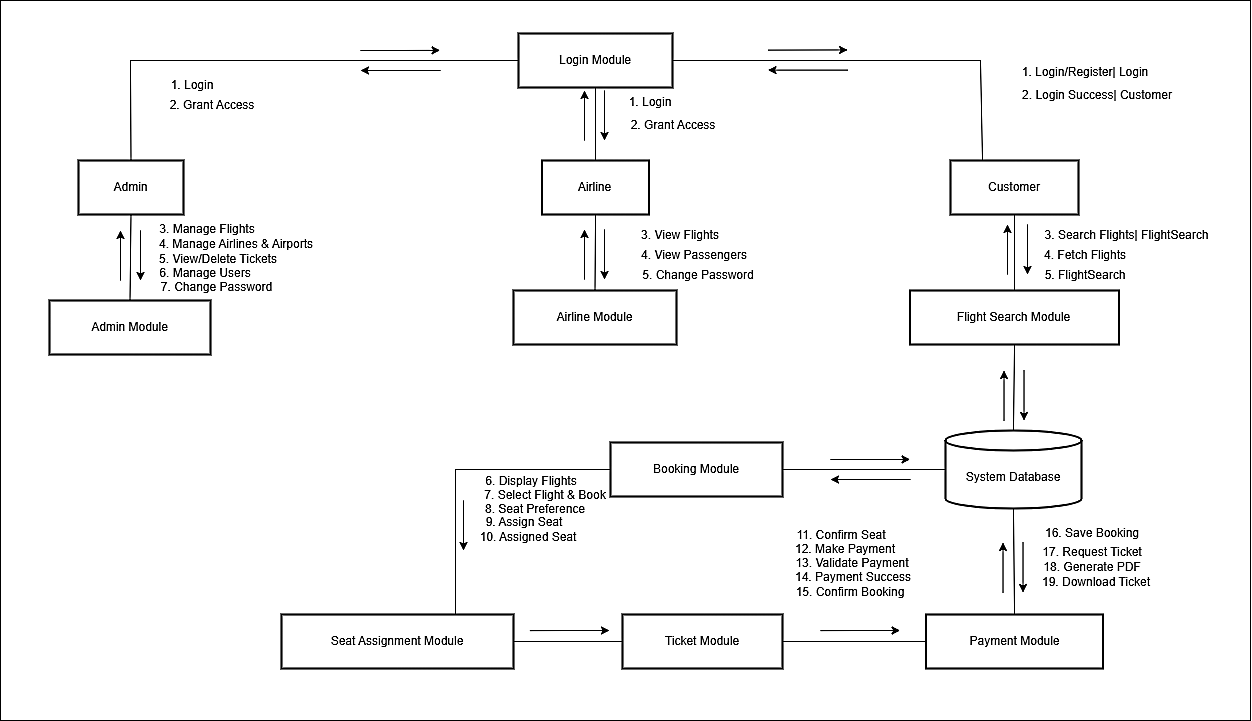 Login Module
1. Login
2. Grant Access
1. Login
2. Grant Access
1. Login/Register| Login
2. Login Success| Customer
Admin
Airline
Customer
3. Manage Flights
4. Manage Airlines & Airports
5. View/Delete Tickets
6. Manage Users
7. Change Password
3. View Flights
4. View Passengers
5. Change Password
3. Search Flights| FlightSearch
4. Fetch Flights
5. FlightSearch
Admin Module
Airline Module
Flight Search Module
Booking Module
System Database
6. Display Flights
7. Select Flight & Book
8. Seat Preference
9. Assign Seat
10. Assigned Seat
11. Confirm Seat
12. Make Payment
13. Validate Payment
14. Payment Success
15. Confirm Booking
16. Save Booking
17. Request Ticket
18. Generate PDF
19. Download Ticket
Seat Assignment Module
Ticket Module
Payment Module